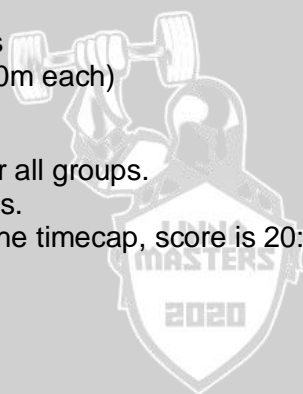 0m each)
all groups.
he timecap, score is 20:
MASTERS
2020